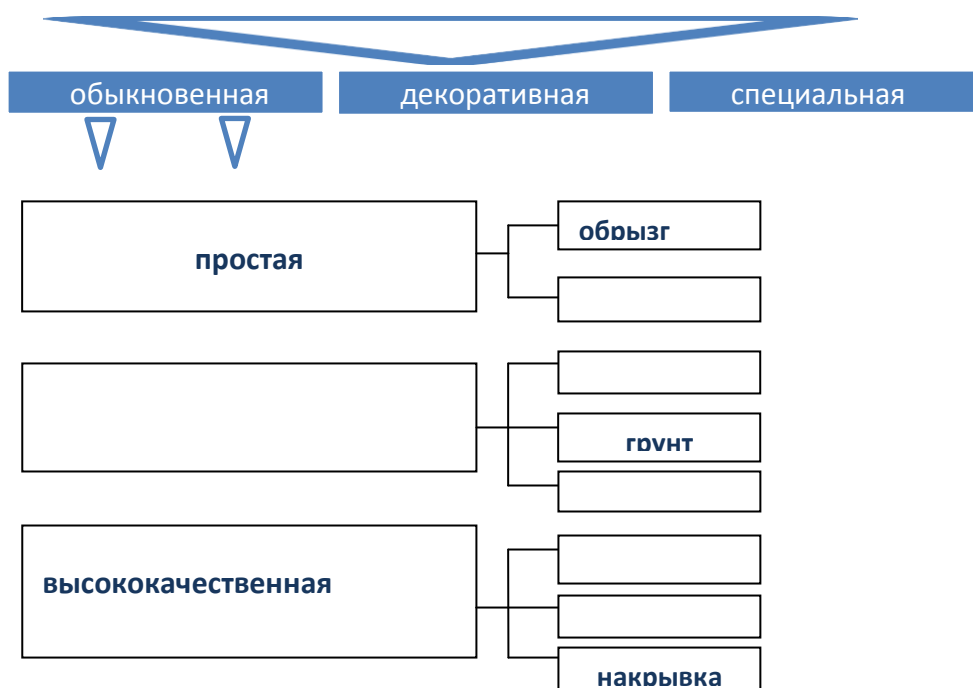 обыкновенная декоративная специальная
обрызг
простая
грунт
высококачественная
накрывка